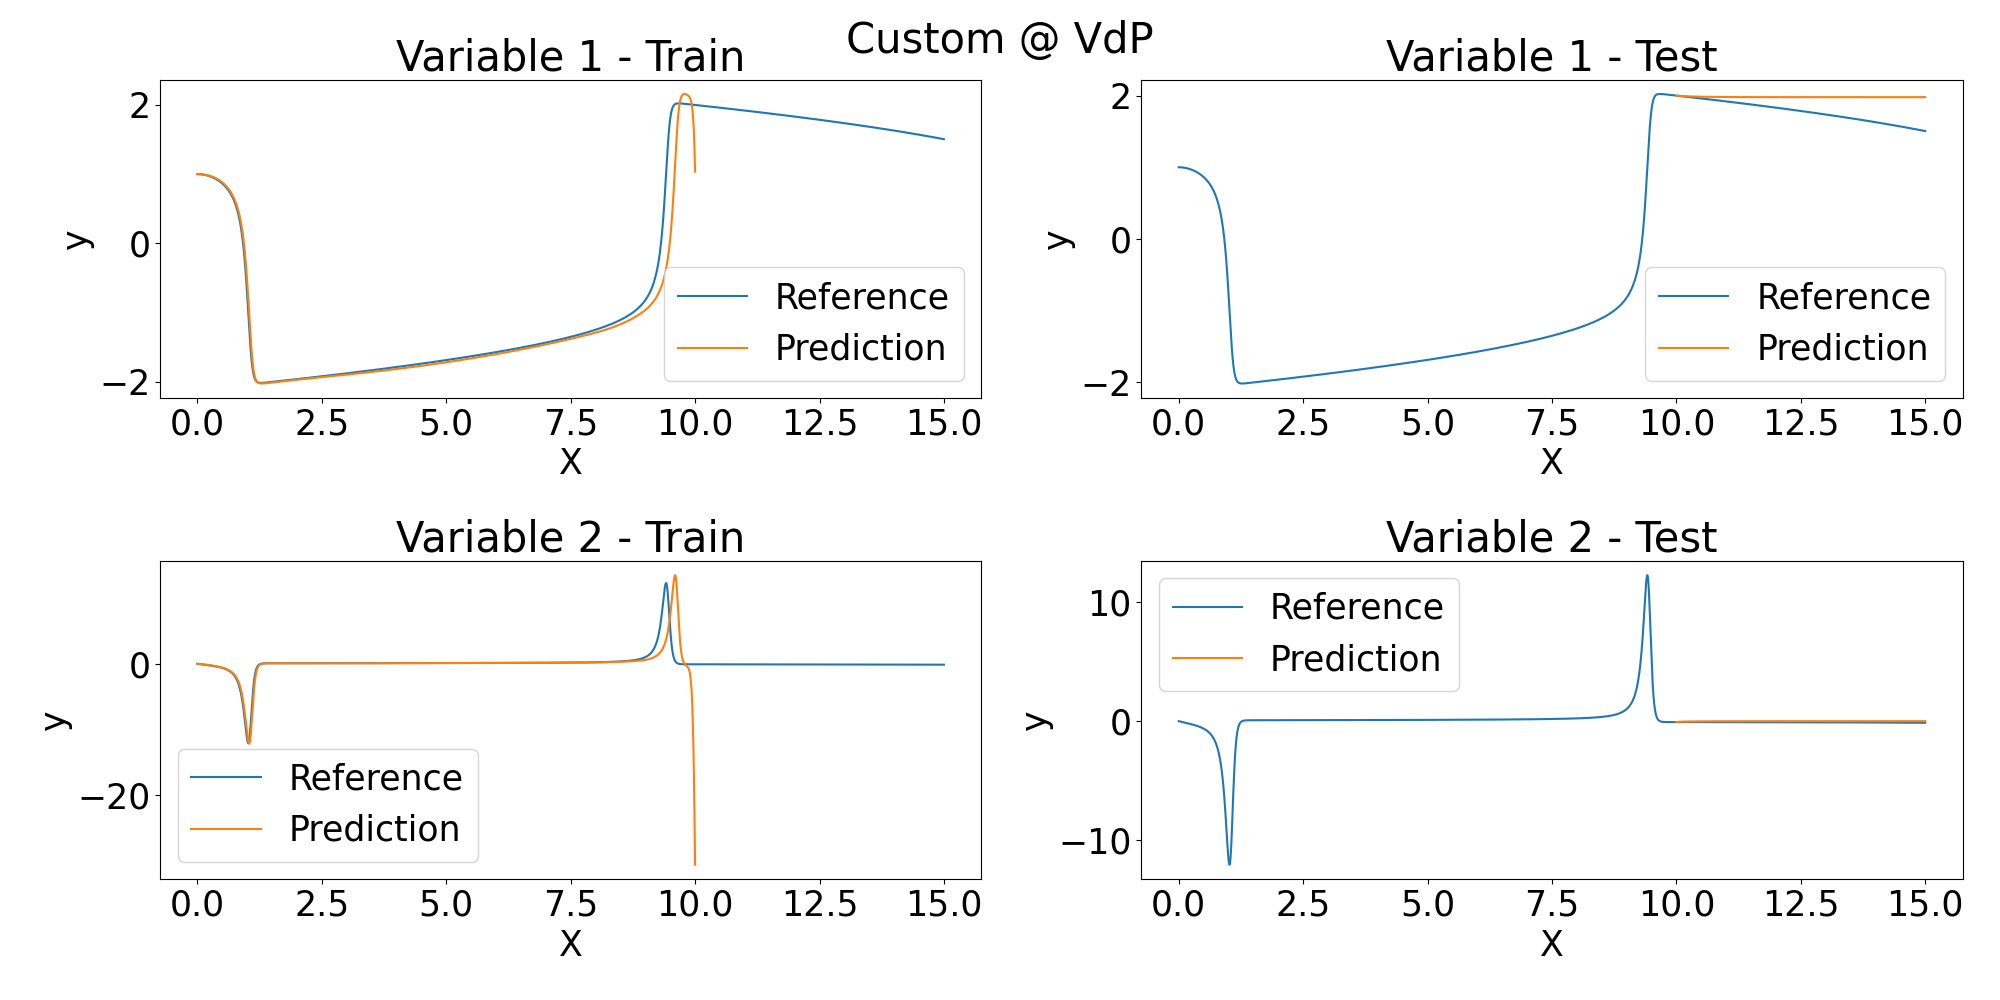 Custom @ VdP
Variable 1 - Train
2
0
−2
y
Reference
Prediction
0.0 2.5 5.0 7.5 10.0 12.5 15.0
X
Variable 1 - Test
2
0
−2
y
Reference
Prediction
0.0 2.5 5.0 7.5 10.0 12.5 15.0
X
Variable 2 - Train
0
−20
y
Reference
Prediction
0.0 2.5 5.0 7.5 10.0 12.5 15.0
X
Variable 2 - Test
10
0
−10
y
Reference
Prediction
0.0 2.5 5.0 7.5 10.0 12.5 15.0
X